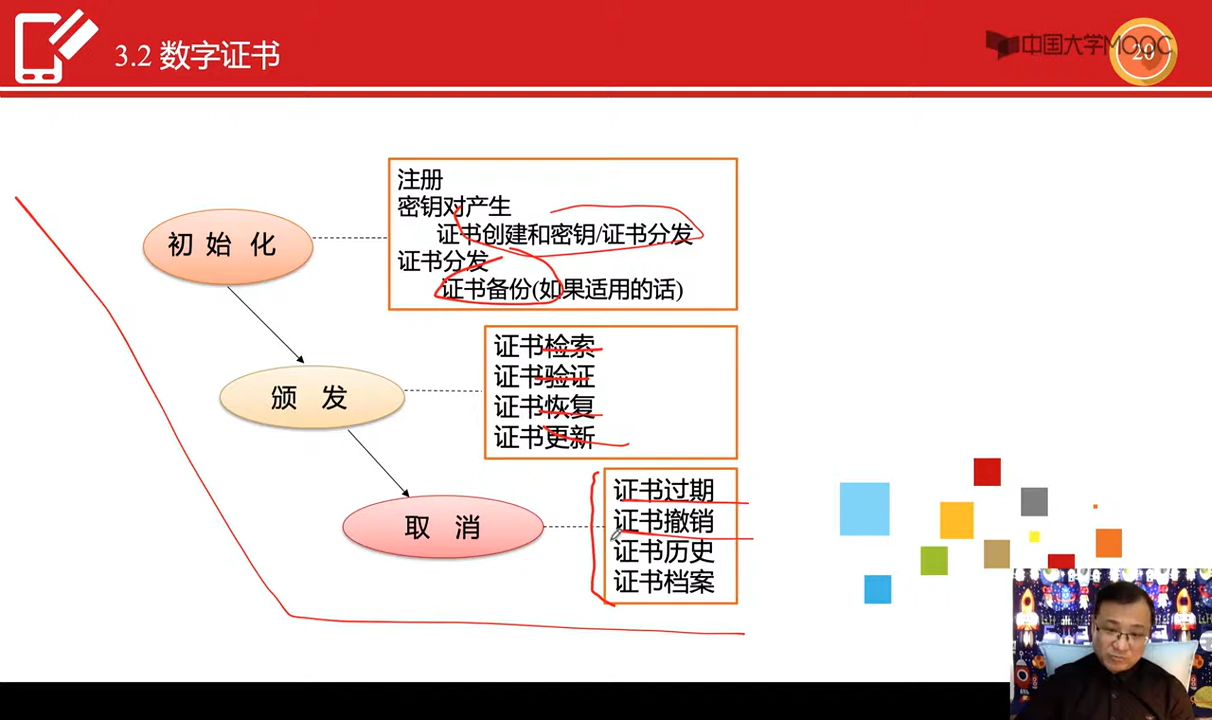 3.2 数字证书
中国大学MOOC
20
注册
密钥对产生
证书创建和密钥/证书分发
证书分发
证书备份(如果适用的话)
初 始 化
证书检索
证书验证
证书恢复
证书更新
颁 发
证书过期
证书撤销
证书历史
证书档案
取 消